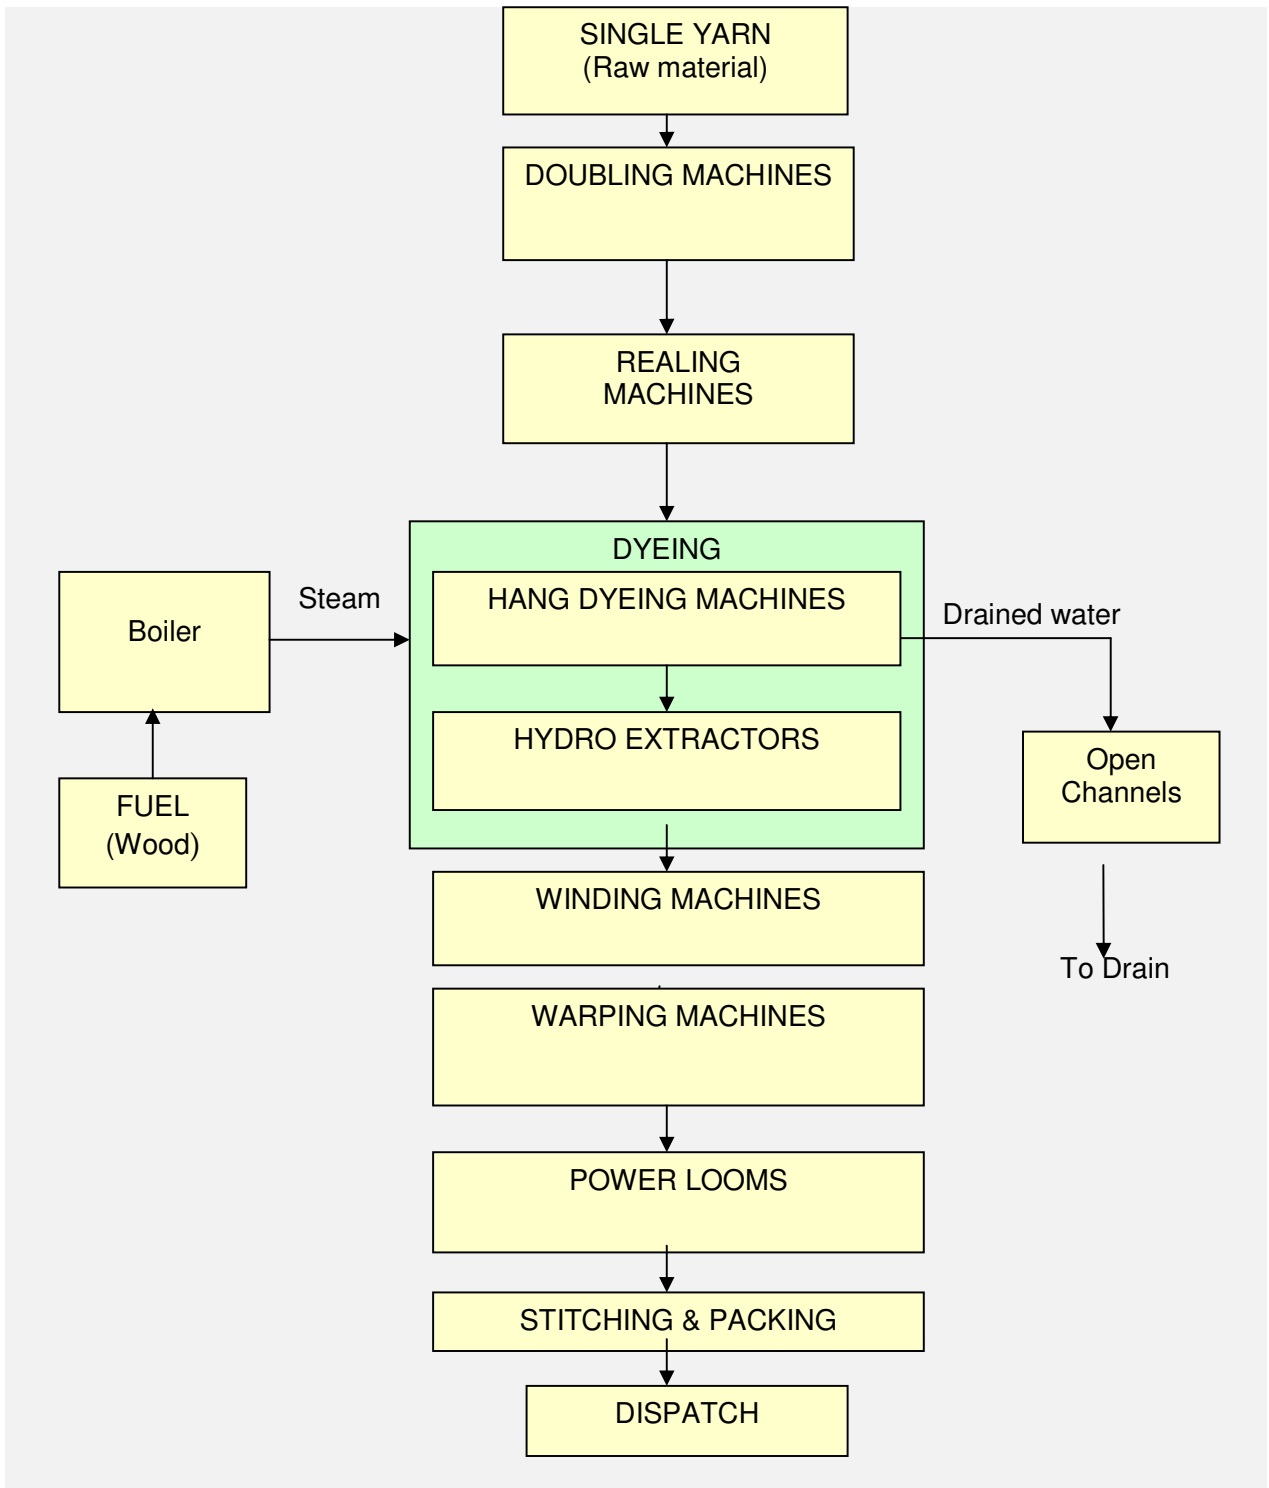 SINGLE YARN
(Raw material)
DOUBLING MACHINES
REALING
MACHINES
DYEING
HANG DYEING MACHINES
Steam
Boiler
Drained water
HYDRO EXTRACTORS
Open
Channels
FUEL
(Wood)
WINDING MACHINES
To Drain
WARPING MACHINES
POWER LOOMS
STITCHING & PACKING
DISPATCH